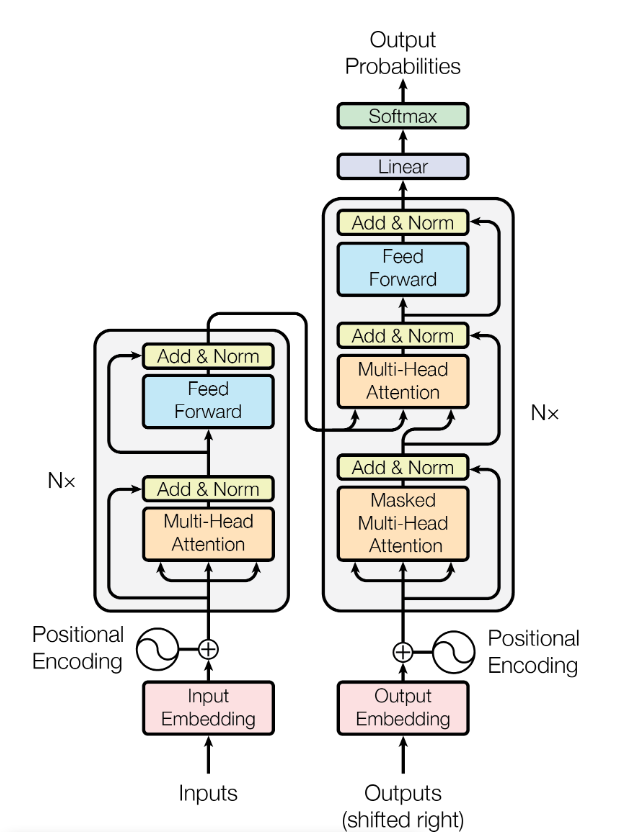 Output
Probabilities
Softmax
Linear
Add & Norm
Feed
Forward
Add & Norm
Multi-Head
Attention
Add & Norm
Masked
Multi-Head
Attention
N×
Positional
Encoding
Output
Embedding
Outputs
(shifted right)
Add & Norm
Feed
Forward
Add & Norm
Multi-Head
Attention
N×
Positional
Encoding
Input
Embedding
Inputs